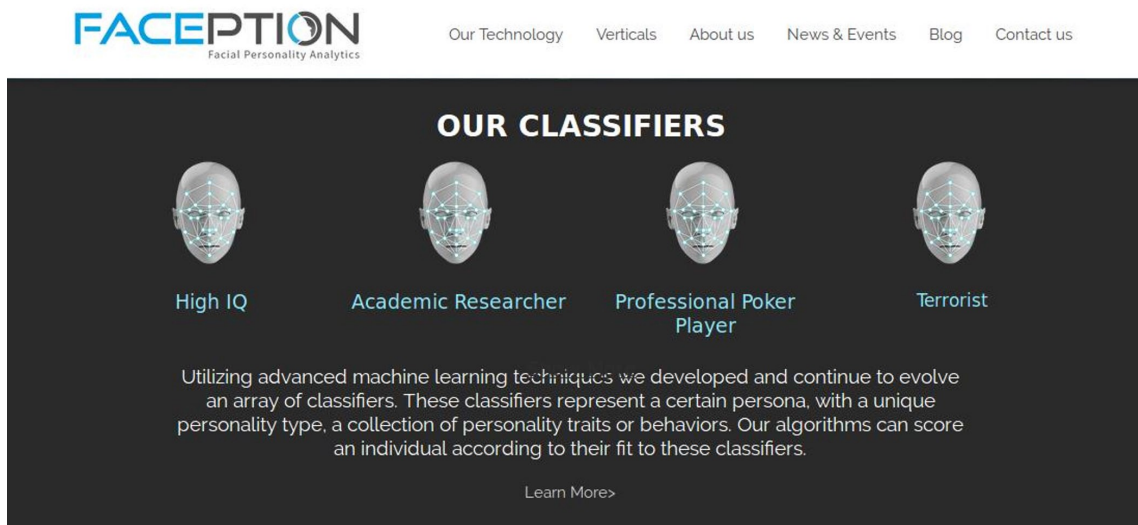 FACEPTION
Facial Personality Analytics
Our Technology Verticals About us News & Events Blog Contact us
OUR CLASSIFIERS
High IQ Academic Researcher Professional Poker Terrorist
Player
Utilizing advanced machine learning techniques we developed and continue to evolve
an array of classifiers. These classifiers represent a certain persona, with a unique
personality type, a collection of personality traits or behaviors. Our algorithms can score
an individual according to their fit to these classifiers.
Learn More>